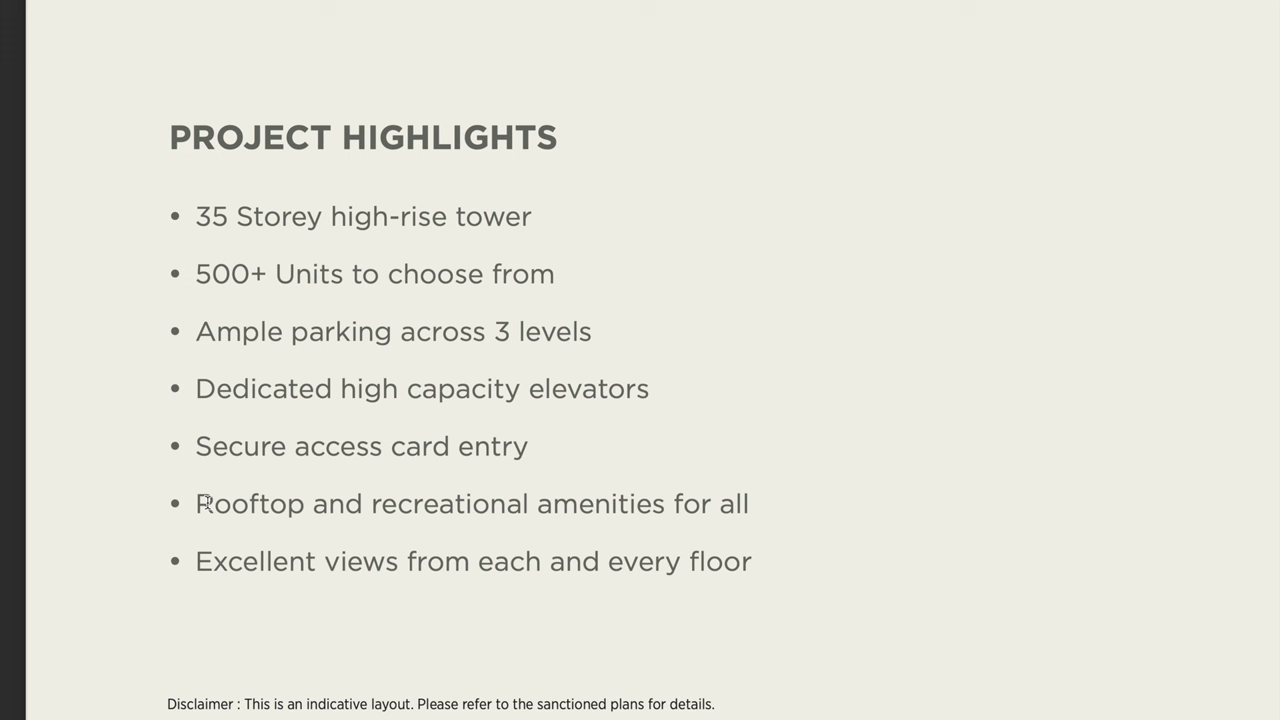 PROJECT HIGHLIGHTS
• 35 Storey high-rise tower
• 500+ Units to choose from
• Ample parking across 3 levels
• Dedicated high capacity elevators
• Secure access card entry
• Rooftop and recreational amenities for all
• Excellent views from each and every floor
Disclaimer : This is an indicative layout. Please refer to the sanctioned plans for details.